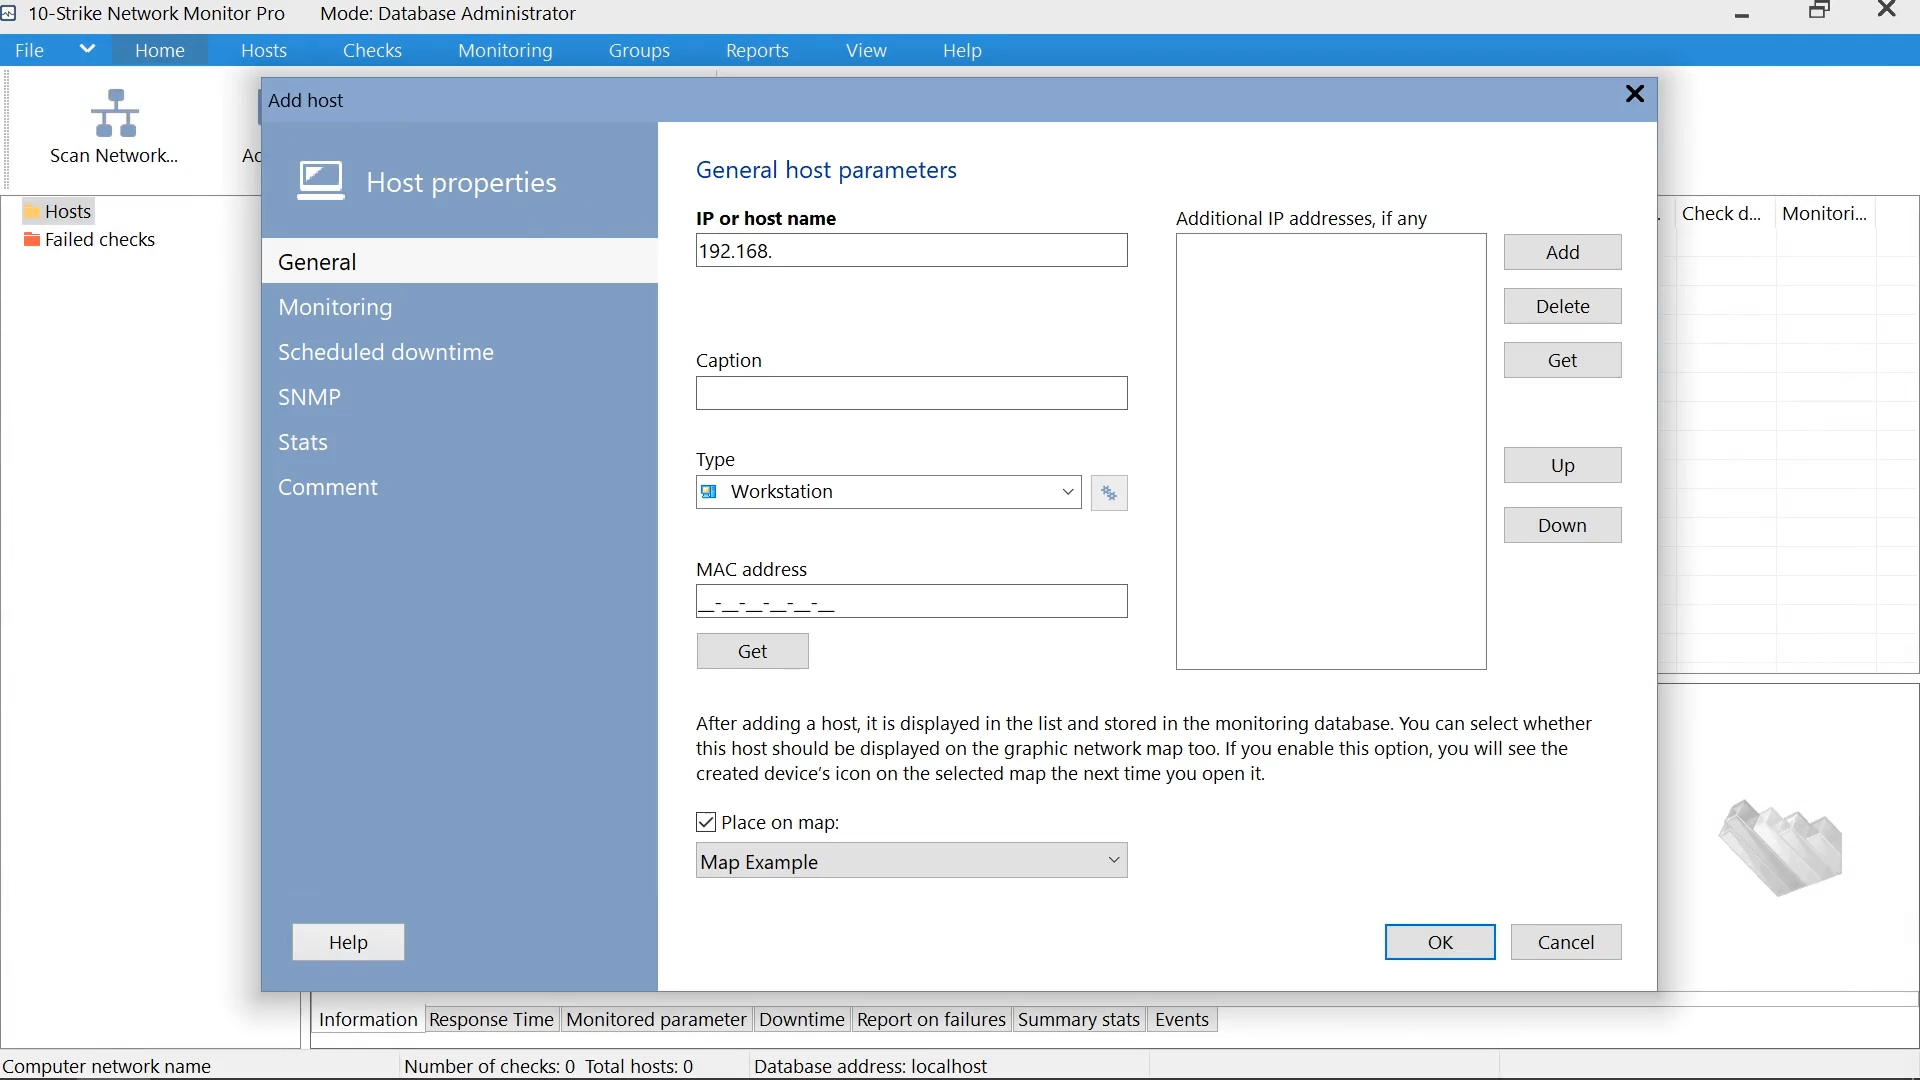 10-Strike Network Monitor Pro Mode: Database Administrator
File Home Hosts Checks Monitoring Groups Reports View Help
Scan Network...
Add host
Host properties
General
Monitoring
Scheduled downtime
SNMP
Stats
Comment
Help
Hosts
Failed checks
General host parameters
IP or host name
192.168.
Caption
Type
Workstation
MAC address
__-__-__-__-__-__
Get
Additional IP addresses, if any
Add
Delete
Get
Up
Down
After adding a host, it is displayed in the list and stored in the monitoring database. You can select whether
this host should be displayed on the graphic network map too. If you enable this option, you will see the
created device's icon on the selected map the next time you open it.
Place on map:
Map Example
OK Cancel
Check d... Monitori...
Information Response Time Monitored parameter Downtime Report on failures Summary stats Events
Computer network name Number of checks: 0 Total hosts: 0 Database address: localhost